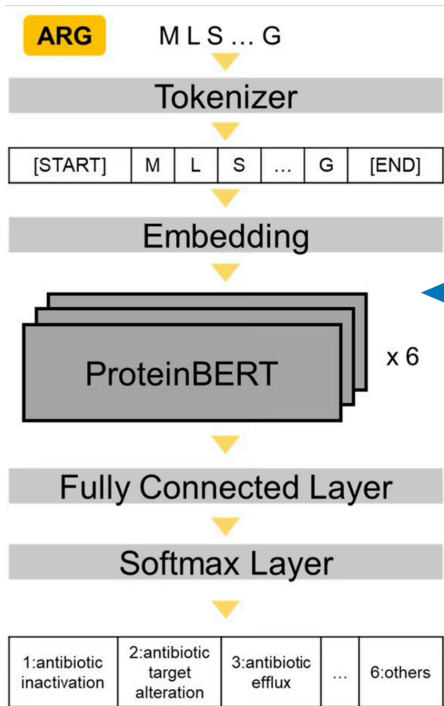 ARG M L S ... G
Tokenizer
[START] M L S ... G [END]
Embedding
ProteinBERT x 6
Fully Connected Layer
Softmax Layer
1:antibiotic inactivation
2:antibiotic target alteration
3:antibiotic efflux
...
6:others